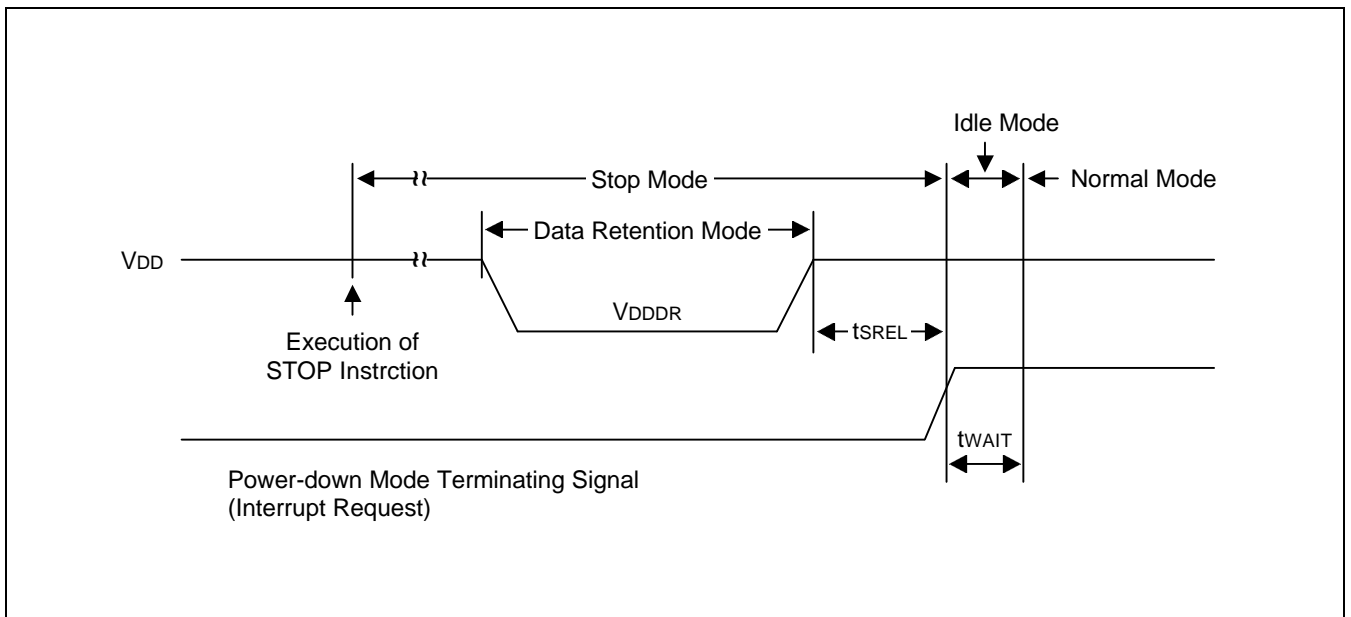 Idle Mode
Stop Mode
Normal Mode
Data Retention Mode
VDD
VDDDR
tSREL
Execution of
STOP Instrction
tWAIT
Power-down Mode Terminating Signal
(Interrupt Request)